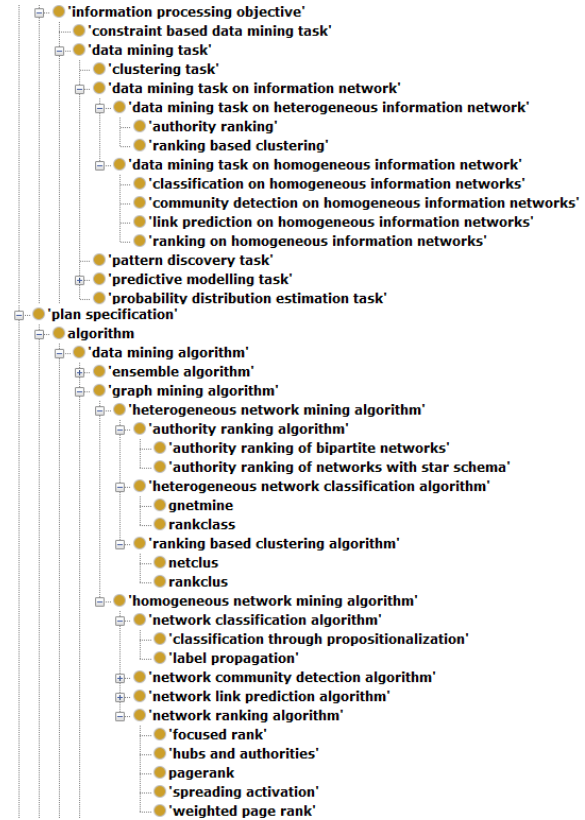 'information processing objective'
'constraint based data mining task'
'data mining task'
'clustering task'
'data mining task on information network'
'data mining task on heterogeneous information network'
'authority ranking'
'ranking based clustering'
'data mining task on homogeneous information network'
'classification on homogeneous information networks'
'community detection on homogeneous information networks'
'link prediction on homogeneous information networks'
'ranking on homogeneous information networks'
'pattern discovery task'
'predictive modelling task'
'probability distribution estimation task'
'plan specification'
algorithm
'data mining algorithm'
'ensemble algorithm'
'graph mining algorithm'
'heterogeneous network mining algorithm'
'authority ranking algorithm'
'authority ranking of bipartite networks'
'authority ranking of networks with star schema'
'heterogeneous network classification algorithm'
gnetmine
rankclass
'ranking based clustering algorithm'
netclus
rankclus
'homogeneous network mining algorithm'
'network classification algorithm'
'classification through propositionalization'
'label propagation'
'network community detection algorithm'
'network link prediction algorithm'
'network ranking algorithm'
'focused rank'
'hubs and authorities'
pagerank
'spreading activation'
'weighted page rank'